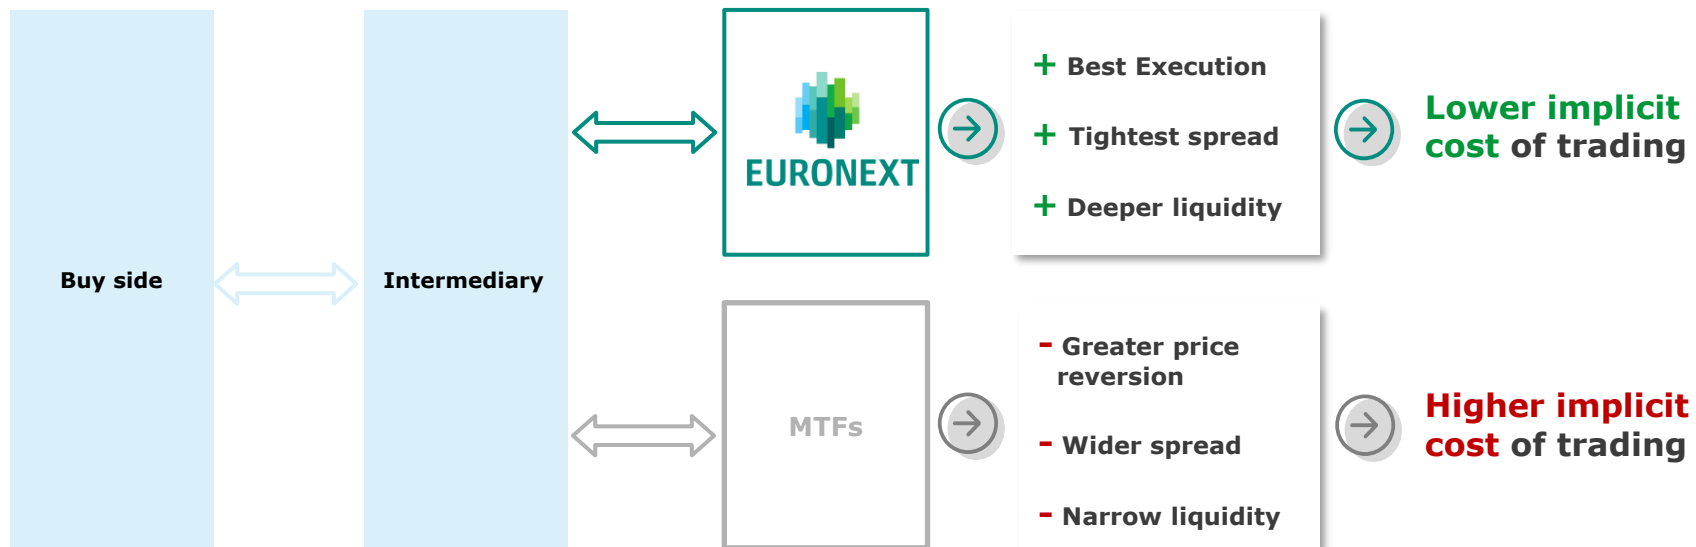 Buy side
Intermediary
EURONEXT
+ Best Execution
+ Tightest spread
+ Deeper liquidity
Lower implicit
cost of trading
MTFs
- Greater price
reversion
- Wider spread
- Narrow liquidity
Higher implicit
cost of trading